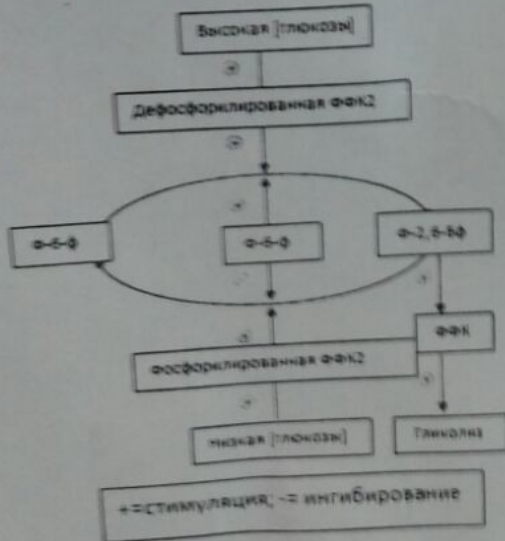 Высокая [глюкозы]
Дефосфорилированная ФФК2
Ф-6-Ф
Ф-6-Ф
Ф-2,6-БФ
ФФК
Фосфорилированная ФФК2
Низкая [глюкозы]
Гликолиз
+=стимуляция; -= ингибирование